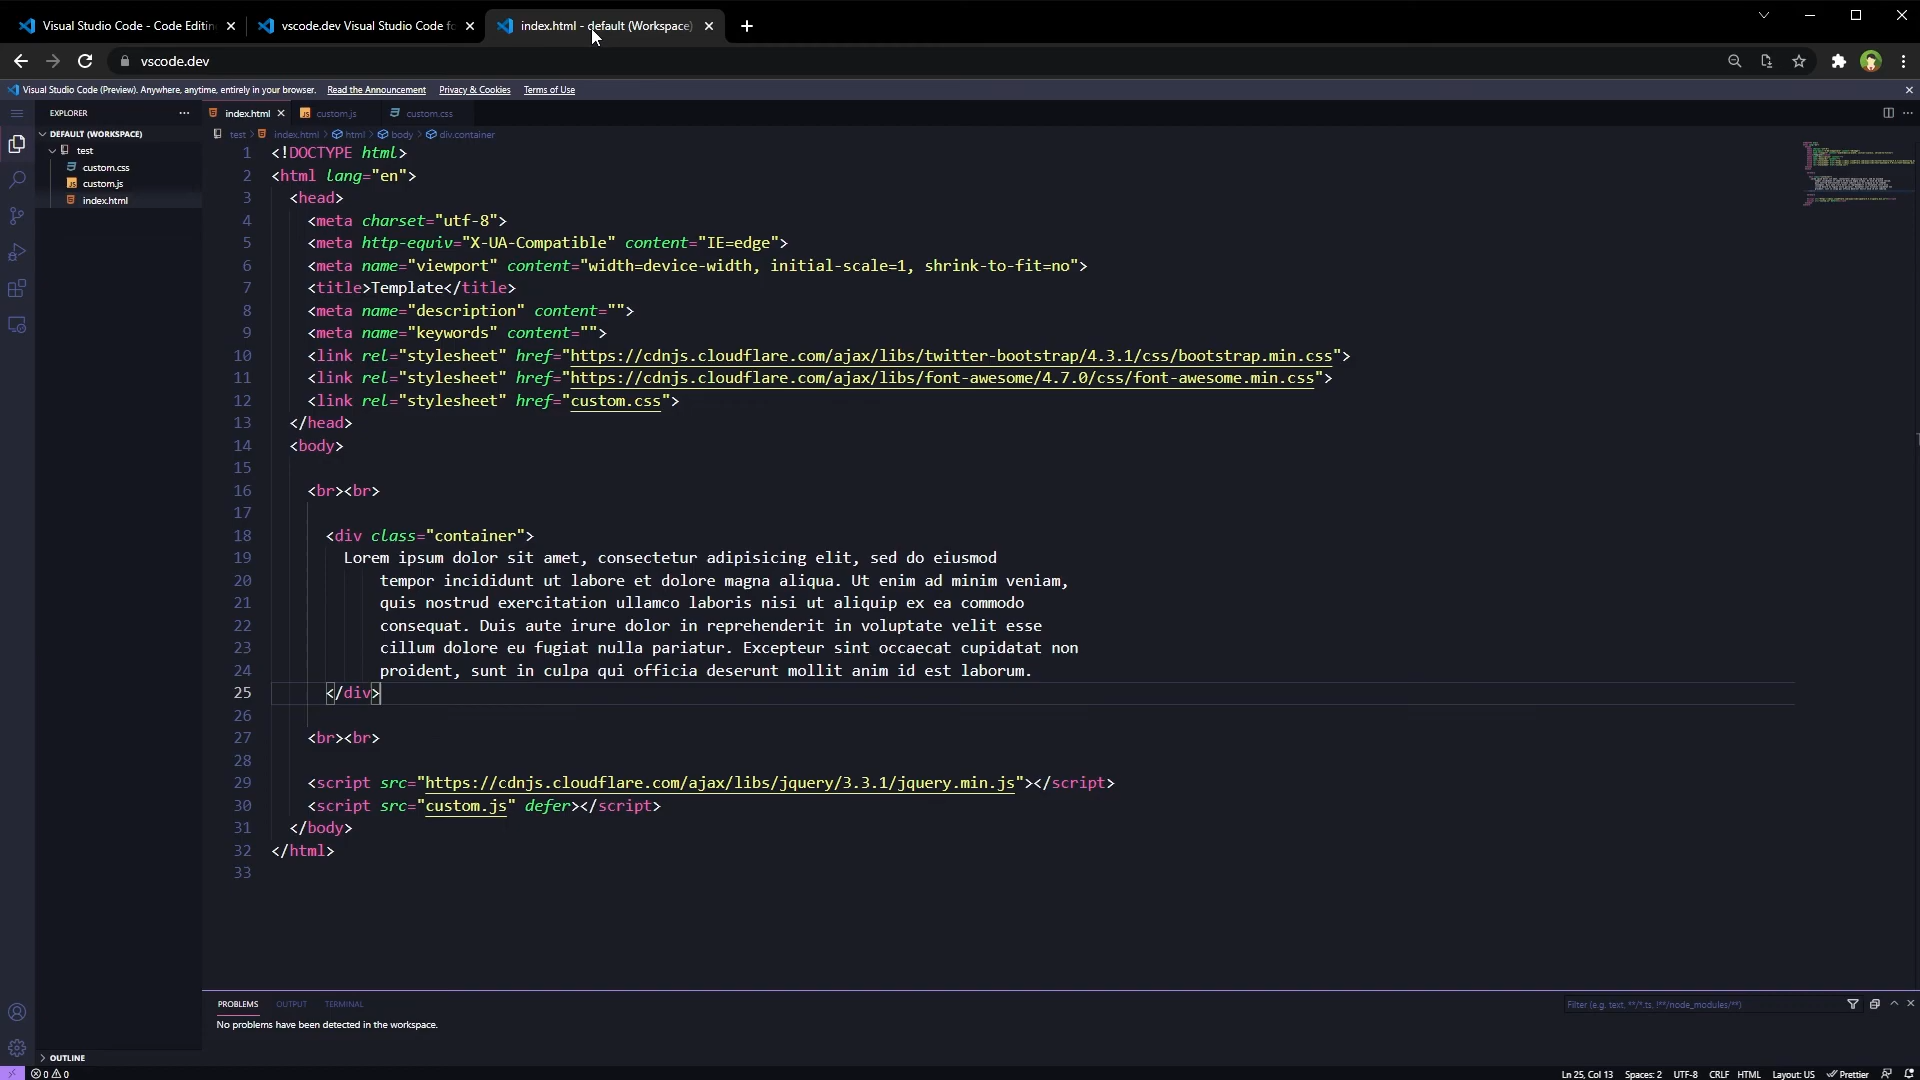 Visual Studio Code - Code Editin
vscode.dev Visual Studio Code fo
index.html - default (Workspace)
vscode.dev
Visual Studio Code (Preview). Anywhere, anytime, entirely in your browser. Read the Announcement Privacy & Cookies Terms of Use
EXPLORER
index.html
custom.js
custom.css
DEFAULT (WORKSPACE)
test > index.html > html > body > div.container
test
custom.css
custom.js
index.html
1 <!DOCTYPE html>
2 <html lang="en">
3 <head>
4 <meta charset="utf-8">
5 <meta http-equiv="X-UA-Compatible" content="IE=edge">
6 <meta name="viewport" content="width=device-width, initial-scale=1, shrink-to-fit=no">
7 <title>Template</title>
8 <meta name="description" content="">
9 <meta name="keywords" content="">
10 <link rel="stylesheet" href="https://cdnjs.cloudflare.com/ajax/libs/twitter-bootstrap/4.3.1/css/bootstrap.min.css">
11 <link rel="stylesheet" href="https://cdnjs.cloudflare.com/ajax/libs/font-awesome/4.7.0/css/font-awesome.min.css">
12 <link rel="stylesheet" href="custom.css">
13 </head>
14 <body>
15
16 <br><br>
17
18 <div class="container">
19 Lorem ipsum dolor sit amet, consectetur adipisicing elit, sed do eiusmod
20 tempor incididunt ut labore et dolore magna aliqua. Ut enim ad minim veniam,
21 quis nostrud exercitation ullamco laboris nisi ut aliquip ex ea commodo
22 consequat. Duis aute irure dolor in reprehenderit in voluptate velit esse
23 cillum dolore eu fugiat nulla pariatur. Excepteur sint occaecat cupidatat non
24 proident, sunt in culpa qui officia deserunt mollit anim id est laborum.
25 </div>
26
27 <br><br>
28
29 <script src="https://cdnjs.cloudflare.com/ajax/libs/jquery/3.3.1/jquery.min.js"></script>
30 <script src="custom.js" defer></script>
31 </body>
32 </html>
33
PROBLEMS OUTPUT TERMINAL
Filter (e.g. text, **/*.ts, !**/node_modules/**)
No problems have been detected in the workspace.
OUTLINE
0 0
Ln 25, Col 13 Spaces: 2 UTF-8 CRLF HTML Layout: US Prettier